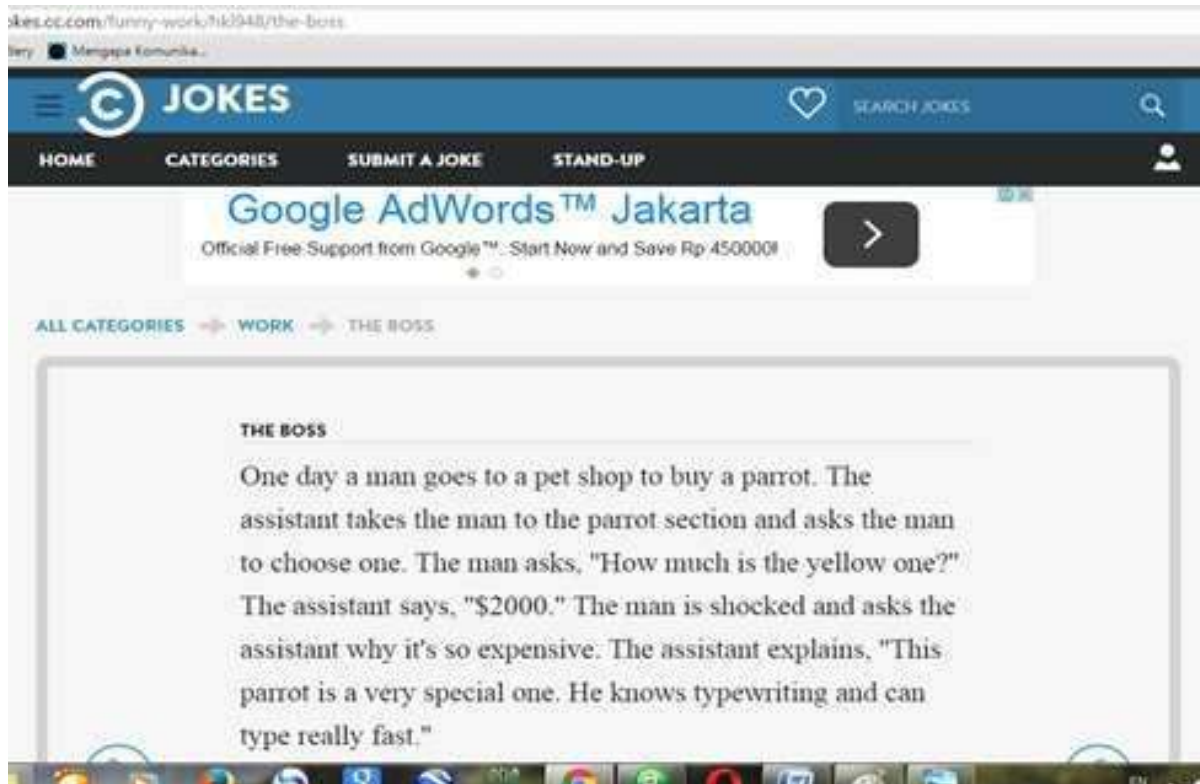 kes.cc.com/funny-work/hkl948/the-boss
lery Mengapa Komunika...
JOKES
SEARCH JOKES
HOME CATEGORIES SUBMIT A JOKE STAND-UP
Google AdWords™ Jakarta
Official Free Support from Google™. Start Now and Save Rp 450000!
ALL CATEGORIES WORK THE BOSS
THE BOSS
One day a man goes to a pet shop to buy a parrot. The
assistant takes the man to the parrot section and asks the man
to choose one. The man asks, "How much is the yellow one?"
The assistant says, "$2000." The man is shocked and asks the
assistant why it's so expensive. The assistant explains, "This
parrot is a very special one. He knows typewriting and can
type really fast."